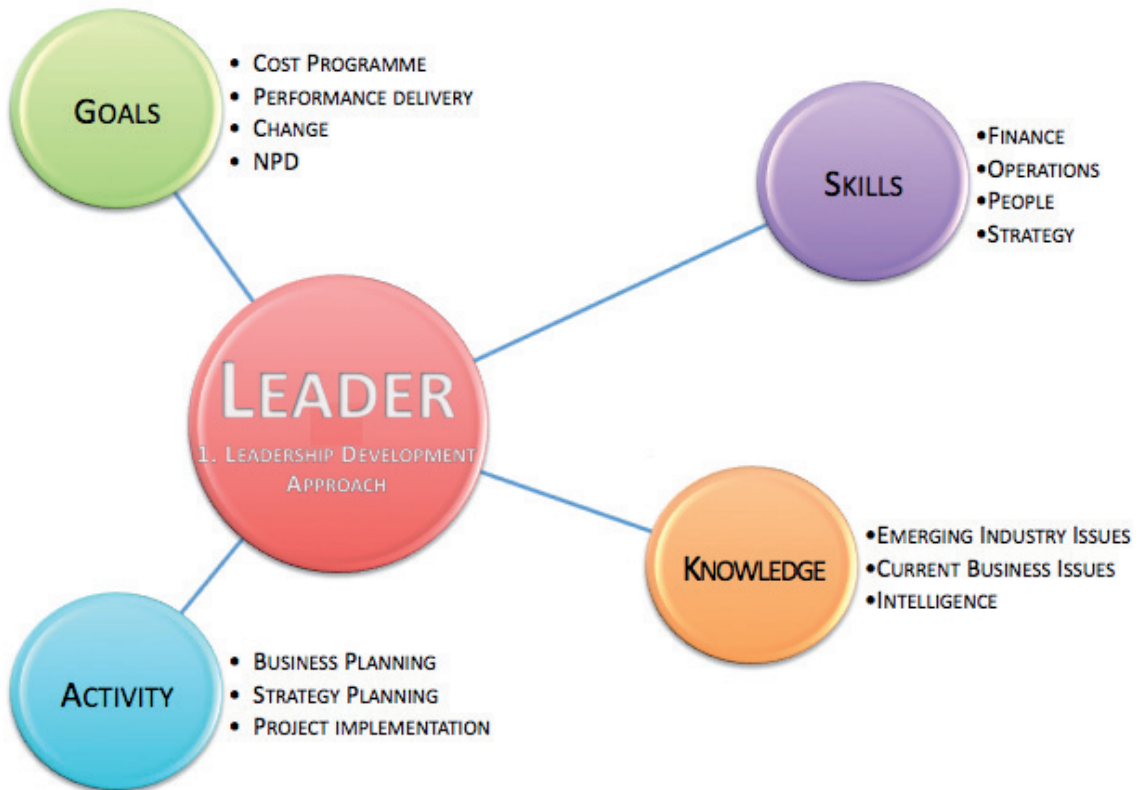 GOALS
• COST PROGRAMME
• PERFORMANCE DELIVERY
• CHANGE
• NPD
SKILLS
•FINANCE
•OPERATIONS
•PEOPLE
•STRATEGY
LEADER
1. LEADERSHIP DEVELOPMENT
APPROACH
KNOWLEDGE
•EMERGING INDUSTRY ISSUES
•CURRENT BUSINESS ISSUES
•INTELLIGENCE
ACTIVITY
• BUSINESS PLANNING
• STRATEGY PLANNING
• PROJECT IMPLEMENTATION